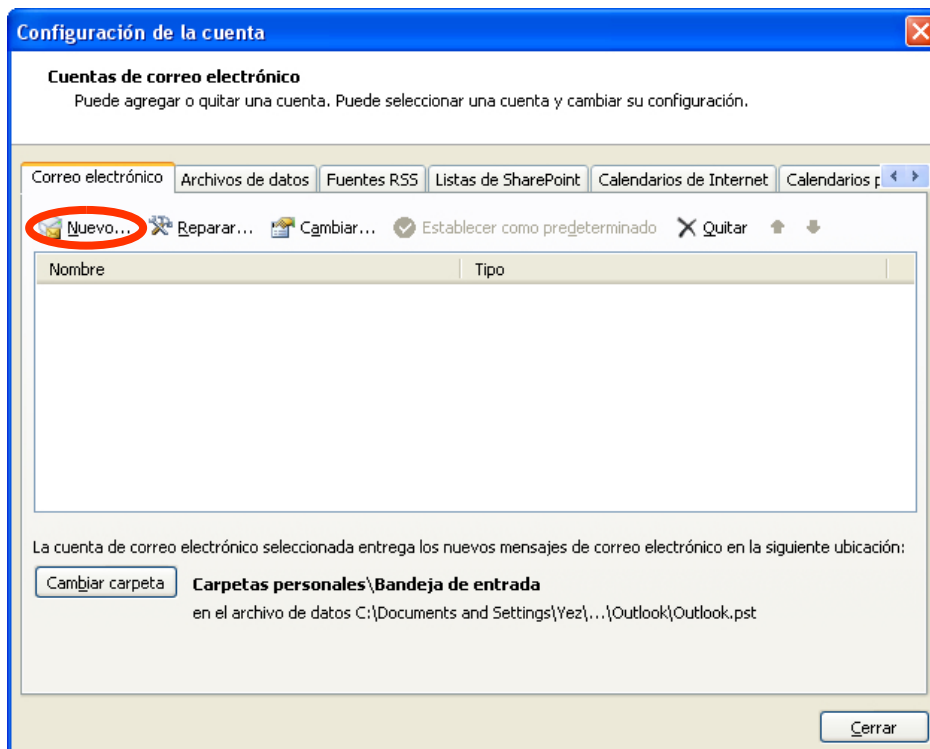 Configuración de la cuenta
Cuentas de correo electrónico
Puede agregar o quitar una cuenta. Puede seleccionar una cuenta y cambiar su configuración.
Correo electrónico Archivos de datos Fuentes RSS Listas de SharePoint Calendarios de Internet Calendarios p
Nuevo... Reparar... Cambiar... Establecer como predeterminado Quitar
Nombre Tipo
La cuenta de correo electrónico seleccionada entrega los nuevos mensajes de correo electrónico en la siguiente ubicación:
Cambiar carpeta Carpetas personales\Bandeja de entrada
en el archivo de datos C:\Documents and Settings\Yez\...\Outlook\Outlook.pst
Cerrar